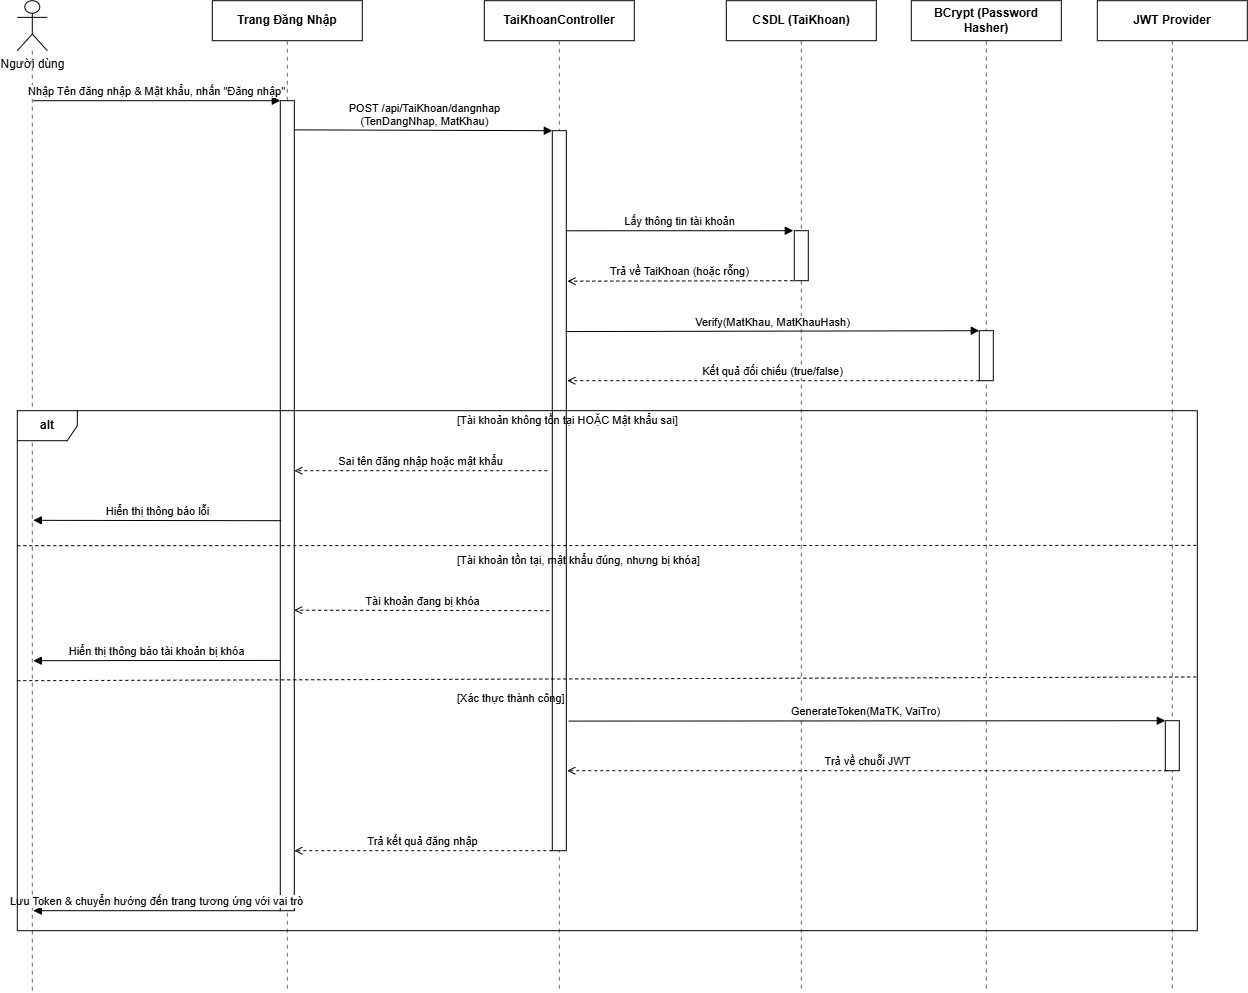 Người dùng
Trang Đăng Nhập
TaiKhoanController
CSDL (TaiKhoan)
BCrypt (Password
Hasher)
JWT Provider
Nhập Tên đăng nhập & Mật khẩu, nhấn "Đăng nhập"
POST /api/TaiKhoan/dangnhap
(TenDangNhap, MatKhau)
Lấy thông tin tài khoản
Trả về TaiKhoan (hoặc rỗng)
Verify(MatKhau, MatKhauHash)
Kết quả đối chiếu (true/false)
alt
[Tài khoản không tồn tại HOẶC Mật khẩu sai]
Sai tên đăng nhập hoặc mật khẩu
Hiển thị thông báo lỗi
[Tài khoản tồn tại, mật khẩu đúng, nhưng bị khóa]
Tài khoản đang bị khóa
Hiển thị thông báo tài khoản bị khóa
[Xác thực thành công]
GenerateToken(MaTK, VaiTro)
Trả về chuỗi JWT
Trả kết quả đăng nhập
Lưu Token & chuyển hướng đến trang tương ứng với vai trò